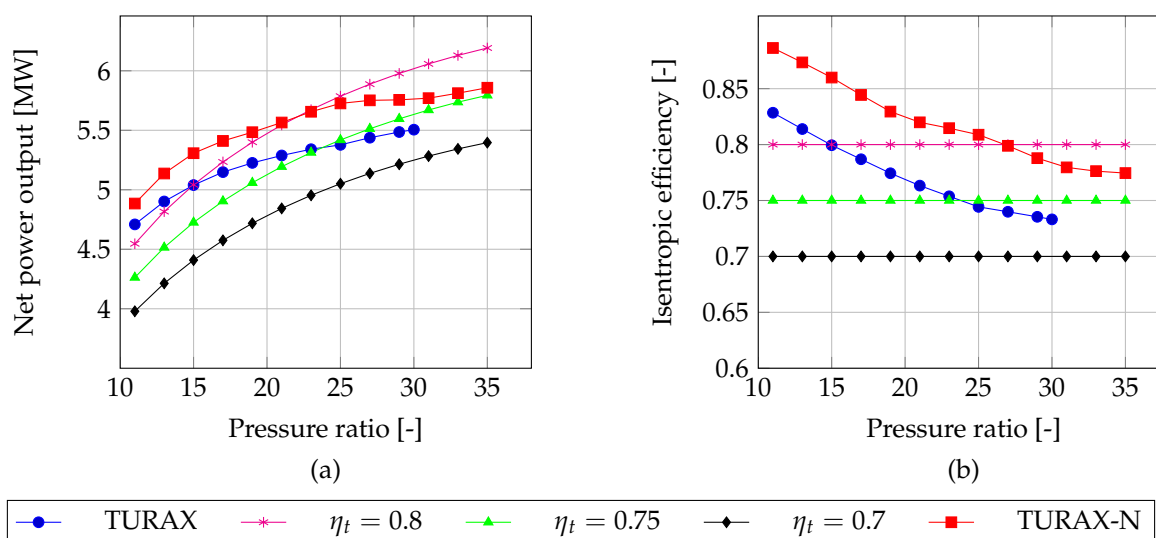 Net power output [MW]
6
5.5
5
4.5
4
10 15 20 25 30 35
Pressure ratio [-]
(a)
Isentropic efficiency [-]
0.85
0.8
0.75
0.7
0.65
0.6
10 15 20 25 30 35
Pressure ratio [-]
(b)
TURAX ηt = 0.8 ηt = 0.75 ηt = 0.7 TURAX-N